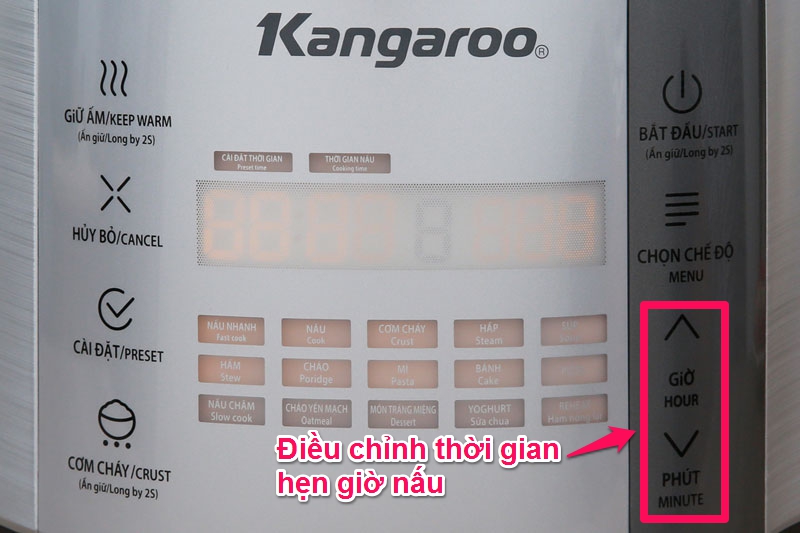 Kangaroo®
GIỮ ẤM/KEEP WARM
(Ấn giữ/Long by 2S)
HỦY BỎ/CANCEL
CÀI ĐẶT/PRESET
CƠM CHÁY/CRUST
(Ấn giữ/Long by 2S)
CÀI ĐẶT THỜI GIAN
Preset time
THỜI GIAN NẤU
Cooking time
NẤU NHANH
Fast cook
NẤU
Cook
CƠM CHÁY
Crust
HẤP
Steam
SÚP
HẦM
Stew
CHÁO
Poridge
MÌ
Pasta
BÁNH
Cake
NẤU CHẬM
Slow cook
CHÁO YẾN MẠCH
Oatmeal
MÓN TRÁNG MIỆNG
Dessert
YOGHURT
Sữa chua
REHEAT
Điều chỉnh thời gian
hẹn giờ nấu
BẮT ĐẦU/START
(Ấn giữ/Long by 2S)
CHỌN CHẾ ĐỘ
MENU
GIỜ
HOUR
PHÚT
MINUTE